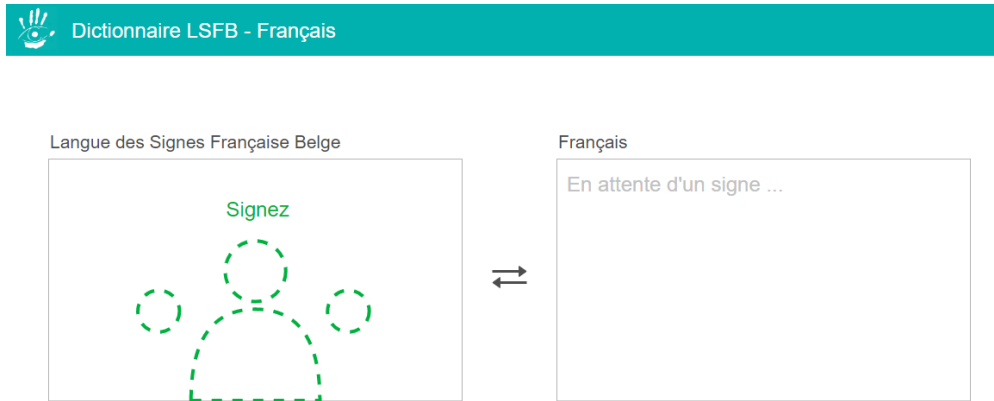 Dictionnaire LSFB - Français
Langue des Signes Française Belge
Français
Signez
En attente d'un signe ...